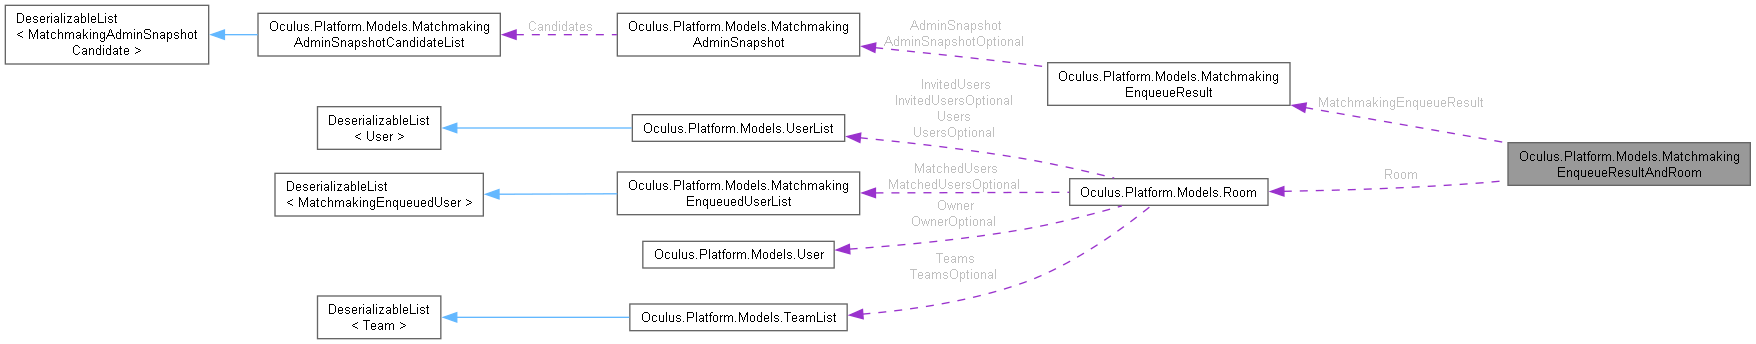 DeserializableList
< MatchmakingAdminSnapshot
Candidate >
Oculus.Platform.Models.Matchmaking
AdminSnapshotCandidateList
Candidates
Oculus.Platform.Models.Matchmaking
AdminSnapshot
AdminSnapshot
AdminSnapshotOptional
Oculus.Platform.Models.Matchmaking
EnqueueResult
MatchmakingEnqueueResult
Oculus.Platform.Models.Matchmaking
EnqueueResultAndRoom
DeserializableList
< User >
Oculus.Platform.Models.UserList
InvitedUsers
InvitedUsersOptional
Users
UsersOptional
DeserializableList
< MatchmakingEnqueuedUser >
Oculus.Platform.Models.Matchmaking
EnqueuedUserList
MatchedUsers
MatchedUsersOptional
Oculus.Platform.Models.Room
Room
Oculus.Platform.Models.User
Owner
OwnerOptional
DeserializableList
< Team >
Oculus.Platform.Models.TeamList
Teams
TeamsOptional